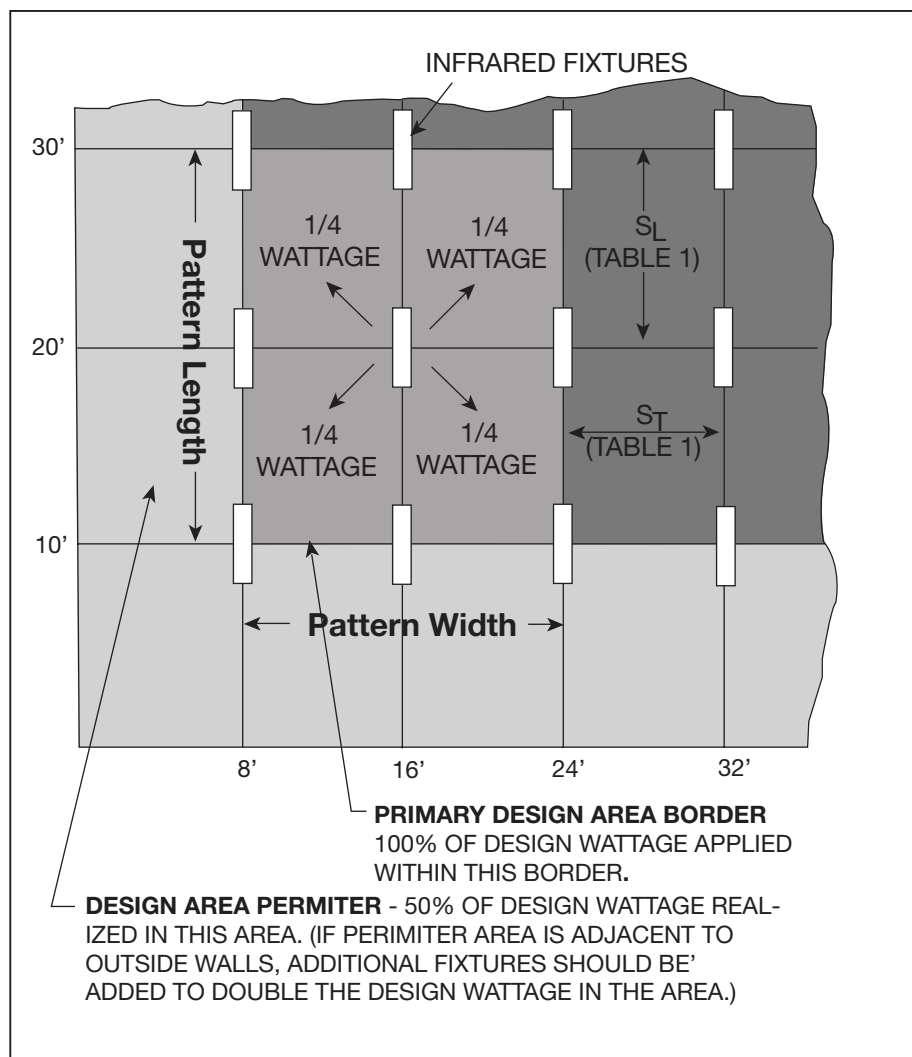 INFRARED FIXTURES
30’
20’
10’
Pattern Length
1/4
WATTAGE
1/4
WATTAGE
SL
(TABLE 1)
1/4
WATTAGE
1/4
WATTAGE
ST
(TABLE 1)
Pattern Width
8’
16’
24’
32’
PRIMARY DESIGN AREA BORDER
100% OF DESIGN WATTAGE APPLIED
WITHIN THIS BORDER.
DESIGN AREA PERMITER - 50% OF DESIGN WATTAGE REAL-
IZED IN THIS AREA. (IF PERIMITER AREA IS ADJACENT TO
OUTSIDE WALLS, ADDITIONAL FIXTURES SHOULD BE’
ADDED TO DOUBLE THE DESIGN WATTAGE IN THE AREA.)